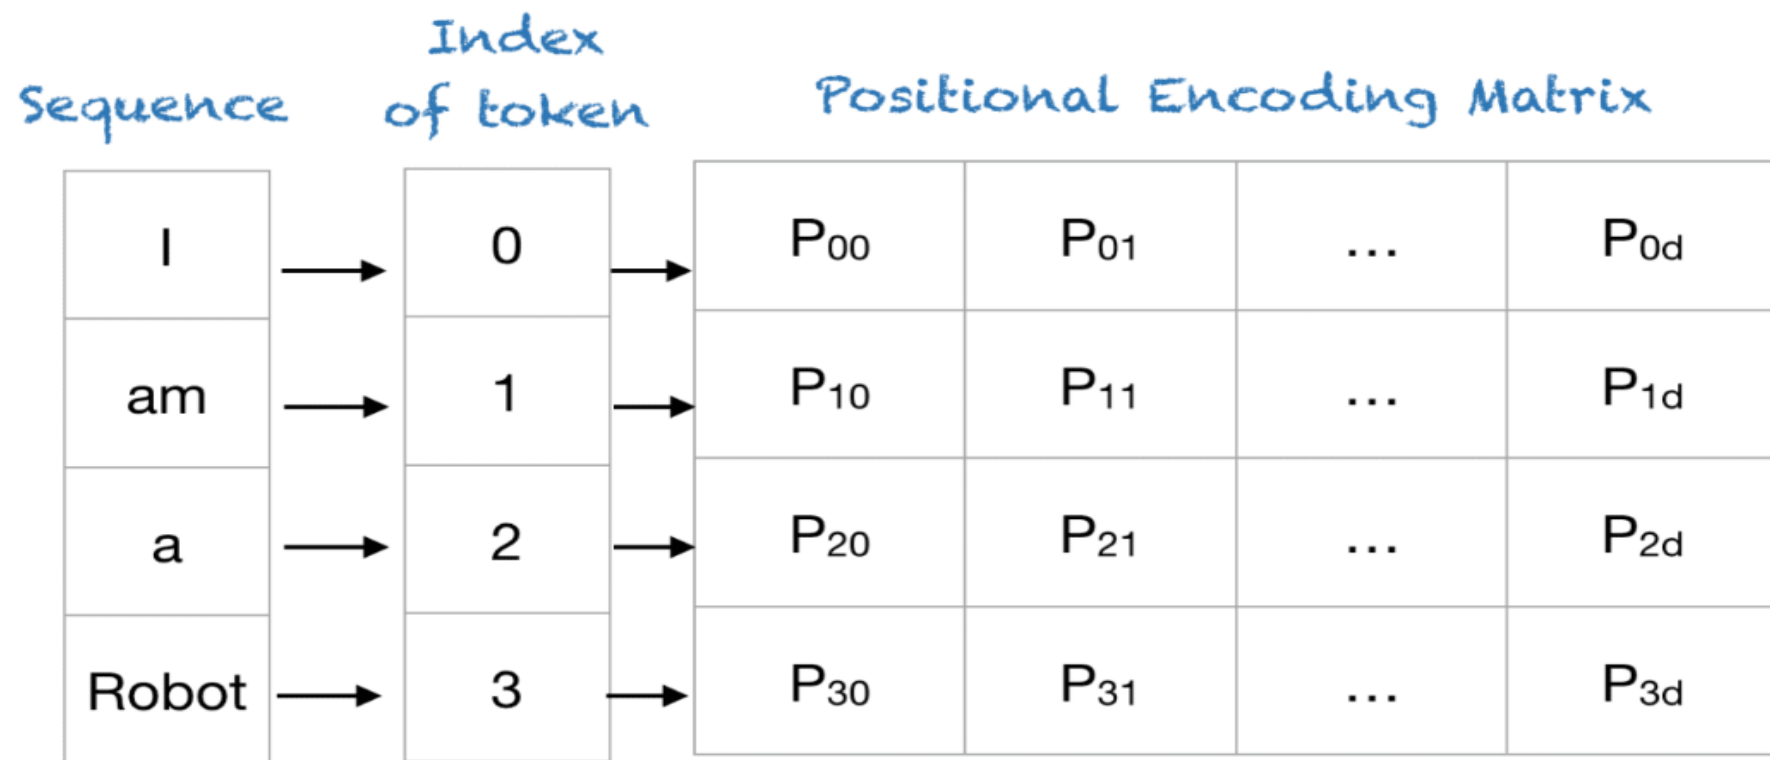 Index
Sequence of token Positional Encoding Matrix
I 0 P00 P01 ... P0d
am 1 P10 P11 ... P1d
a 2 P20 P21 ... P2d
Robot 3 P30 P31 ... P3d